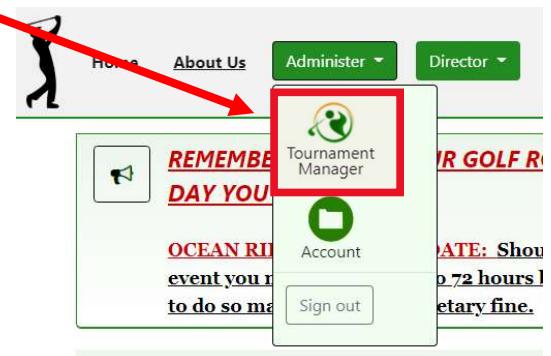 Home About Us Administer Director
Tournament
Manager
Account
Sign out
REMEMBE UR GOLF R
DAY YOU
OCEAN RI DATE: Shou
event you o 72 hours
to do so ma etary fine.